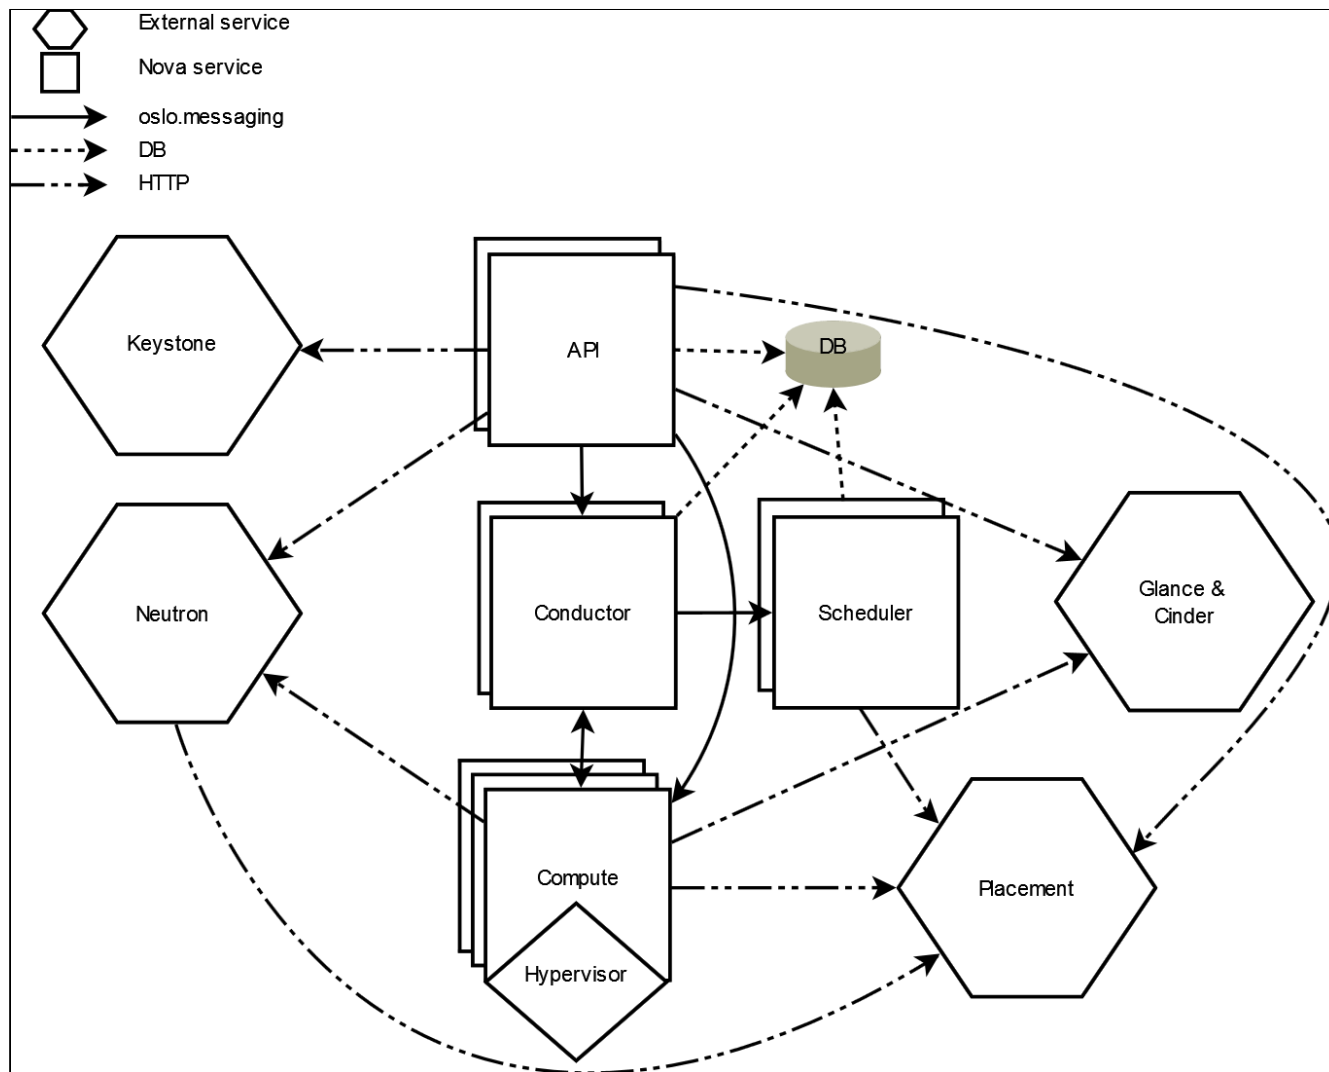 External service
Nova service
oslo.messaging
DB
HTTP
Keystone
API
DB
Neutron
Conductor
Scheduler
Glance &
Cinder
Compute
Placement
Hypervisor